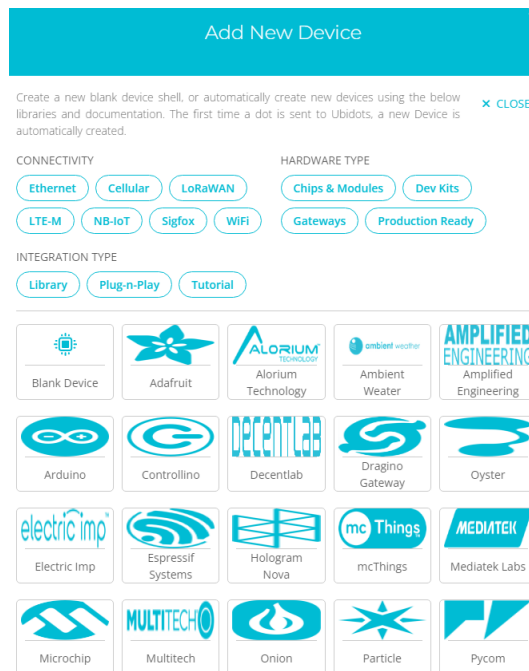 Add New Device
Create a new blank device shell, or automatically create new devices using the below
libraries and documentation. The first time a dot is sent to Ubidots, a new Device is
automatically created.
× CLOSE
CONNECTIVITY
Ethernet
Cellular
LoRaWAN
LTE-M
NB-IoT
Sigfox
WiFi
HARDWARE TYPE
Chips & Modules
Dev Kits
Gateways
Production Ready
INTEGRATION TYPE
Library
Plug-n-Play
Tutorial
Blank Device
Adafruit
ALORIUM
TECHNOLOGY
Alorium
Technology
ambient weather
Ambient
Weater
AMPLIFIED
ENGINEERING
Amplified
Engineering
Arduino
Controllino
DECENTLAB
Decentlab
Dragino
Gateway
Oyster
electric imp
Electric Imp
Espressif
Systems
Hologram
Nova
mc Things
mcThings
MEDIATEK
Mediatek Labs
Microchip
MULTITECH
Multitech
Onion
Particle
Pycom